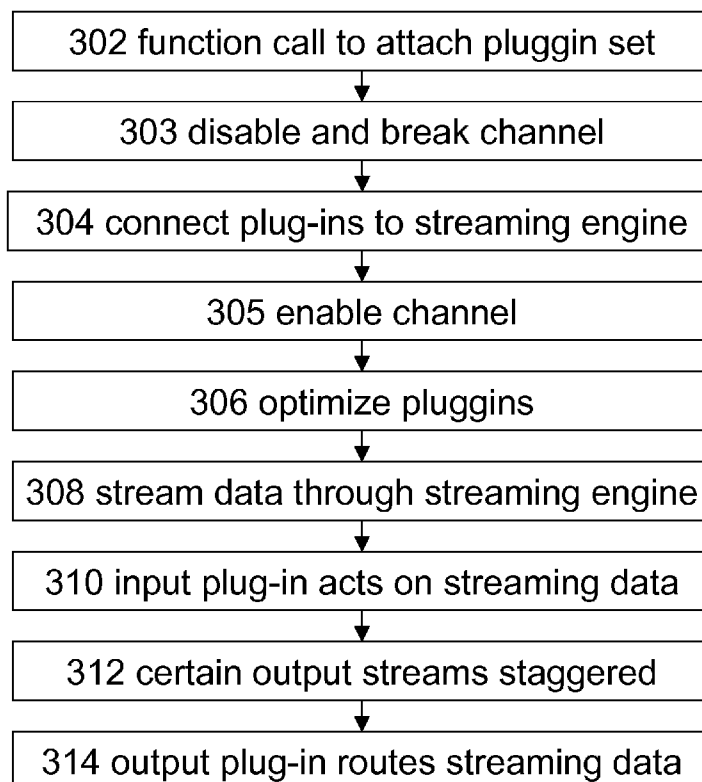 302 function call to attach pluggin set
303 disable and break channel
304 connect plug-ins to streaming engine
305 enable channel
306 optimize pluggins
308 stream data through streaming engine
310 input plug-in acts on streaming data
312 certain output streams staggered
314 output plug-in routes streaming data